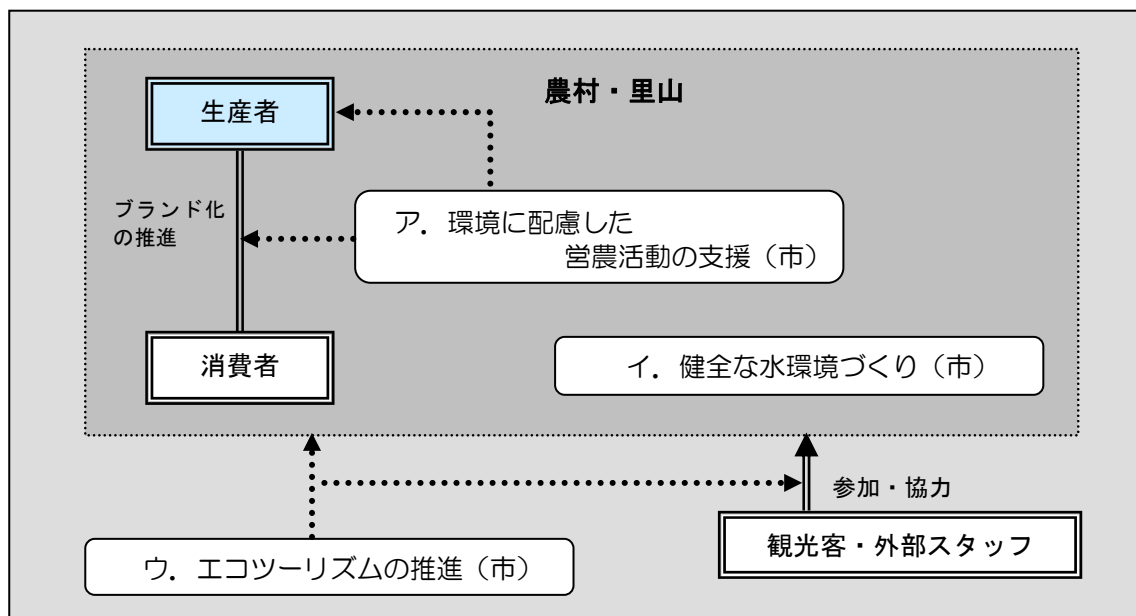 農村・里山
生産者
ブランド化
の推進
ア．環境に配慮した
営農活動の支援（市）
消費者
イ．健全な水環境づくり（市）
参加・協力
観光客・外部スタッフ
ウ．エコツーリズムの推進（市）